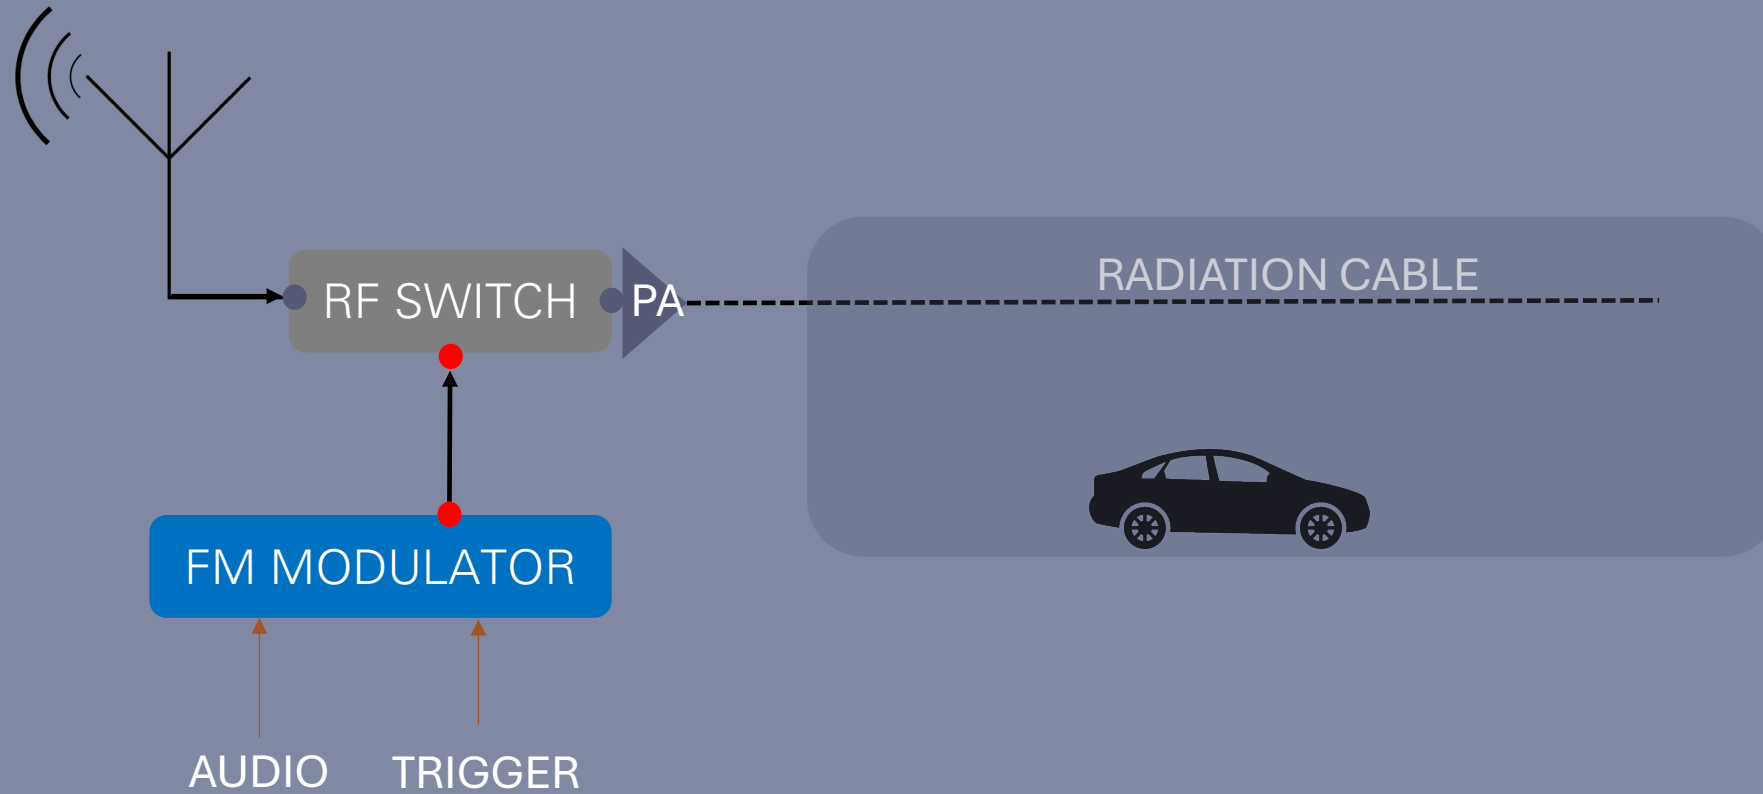 RADIATION CABLE
RF SWITCH
PA
FM MODULATOR
AUDIO
TRIGGER